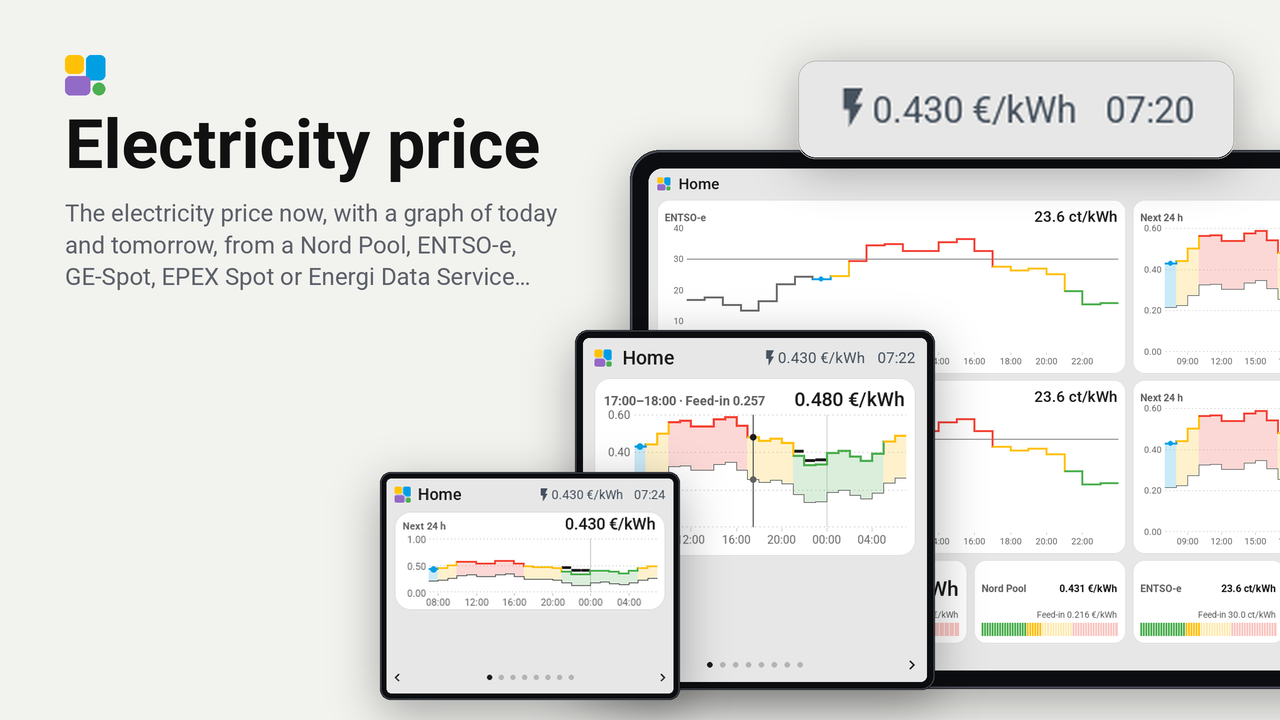 Electricity price
The electricity price now, with a graph of today
and tomorrow, from a Nord Pool, ENTSO-e,
GE-Spot, EPEX Spot or Energi Data Service...
0.430 €/kWh 07:20
Home
ENTSO-e 23.6 ct/kWh
40
30
20
10
16:00 18:00 20:00 22:00
Next 24 h
0.60
0.40
0.20
0.00
09:00 12:00 15:00
23.6 ct/kWh
16:00 18:00 20:00 22:00
Next 24 h
0.60
0.40
0.20
0.00
09:00 12:00 15:00
Nord Pool 0.431 €/kWh
Feed-in 0.216 €/kWh
ENTSO-e 23.6 ct/kWh
Feed-in 30.0 ct/kWh
Home 0.430 €/kWh 07:22
17:00–18:00 · Feed-in 0.257 0.480 €/kWh
0.60
0.40
16:00 20:00 00:00 04:00
Home 0.430 €/kWh 07:24
Next 24 h 0.430 €/kWh
1.00
0.50
0.00
08:00 12:00 16:00 20:00 00:00 04:00